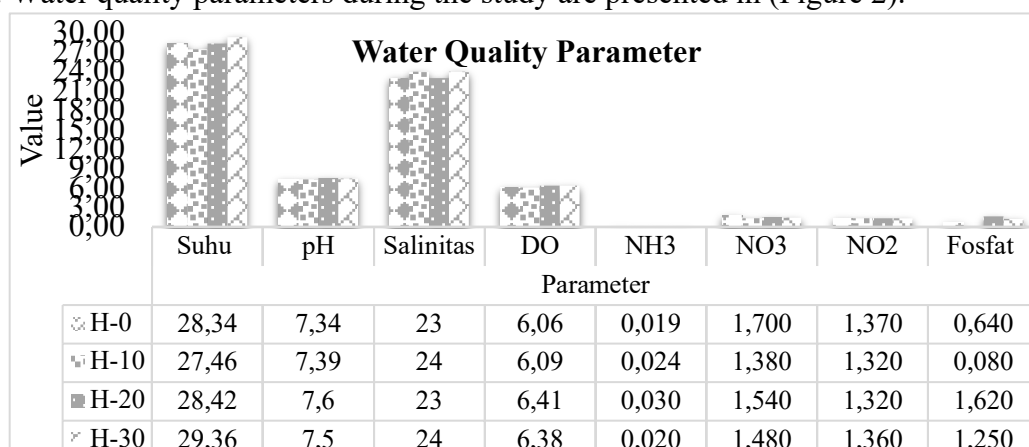 Water quality parameters during the study are presented in (Figure 2).
Water Quality Parameter
Value
30,00
27,00
24,00
21,00
18,00
15,00
12,00
9,00
6,00
3,00
0,00
Suhu pH Salinitas DO NH3 NO3 NO2 Fosfat
Parameter
H-0 28,34 7,34 23 6,06 0,019 1,700 1,370 0,640
H-10 27,46 7,39 24 6,09 0,024 1,380 1,320 0,080
H-20 28,42 7,6 23 6,41 0,030 1,540 1,320 1,620
H-30 29,36 7,5 24 6,38 0,020 1,480 1,360 1,250